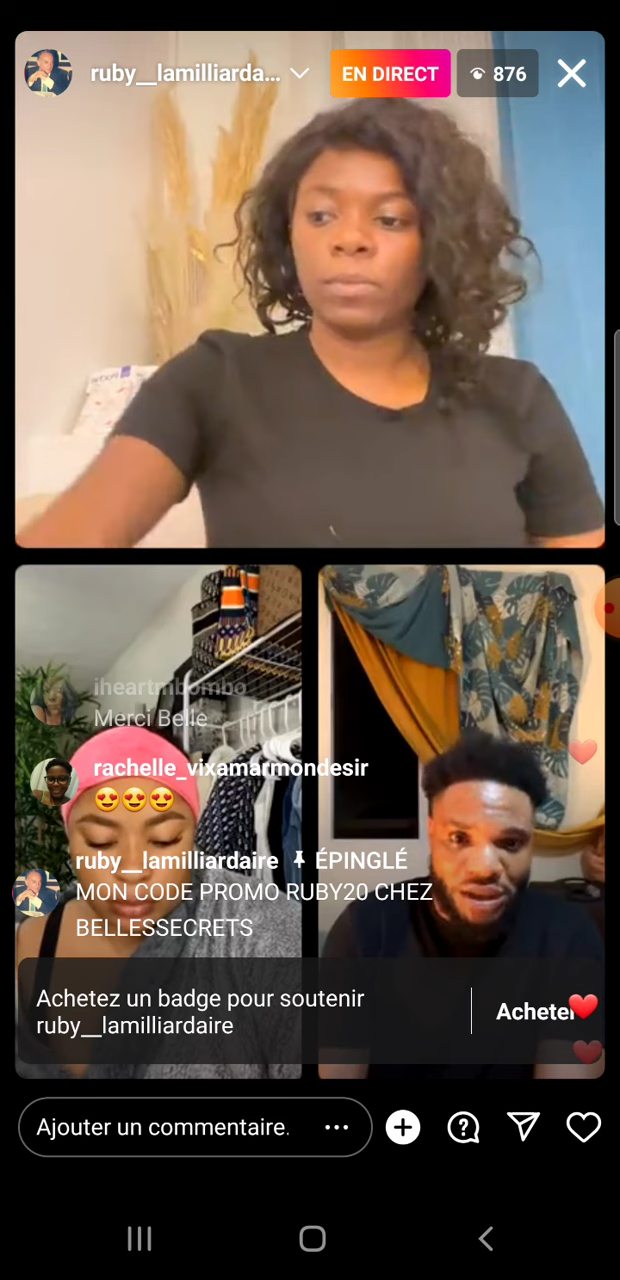 ruby__lamilliarda...
EN DIRECT
876
iheartmbombo
Merci Belle
rachelle_vixamarmondesir
😍😍😍
ruby__lamilliardaire 📌 ÉPINGLÉ
MON CODE PROMO RUBY20 CHEZ
BELLESSECRETS
Achetez un badge pour soutenir
ruby__lamilliardaire
Acheter
Ajouter un commentaire.